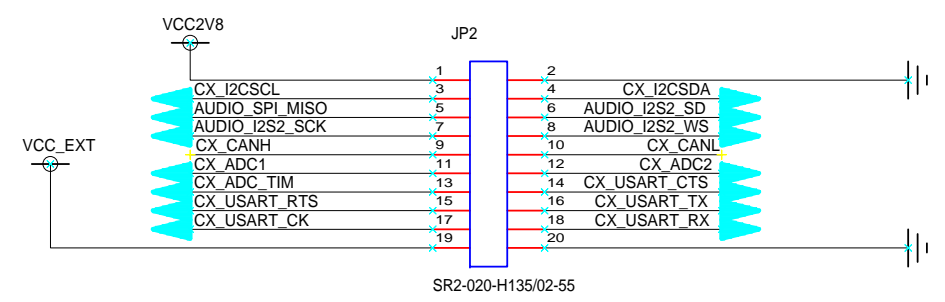 VCC2V8
JP2
1 2
CX_I2CSCL 3 4 CX_I2CSDA
AUDIO_SPI_MISO 5 6 AUDIO_I2S2_SD
AUDIO_I2S2_SCK 7 8 AUDIO_I2S2_WS
VCC_EXT
CX_CANH 9 10 CX_CANL
CX_ADC1 11 12 CX_ADC2
CX_ADC_TIM 13 14 CX_USART_CTS
CX_USART_RTS 15 16 CX_USART_TX
CX_USART_CK 17 18 CX_USART_RX
19 20
SR2-020-H135/02-55